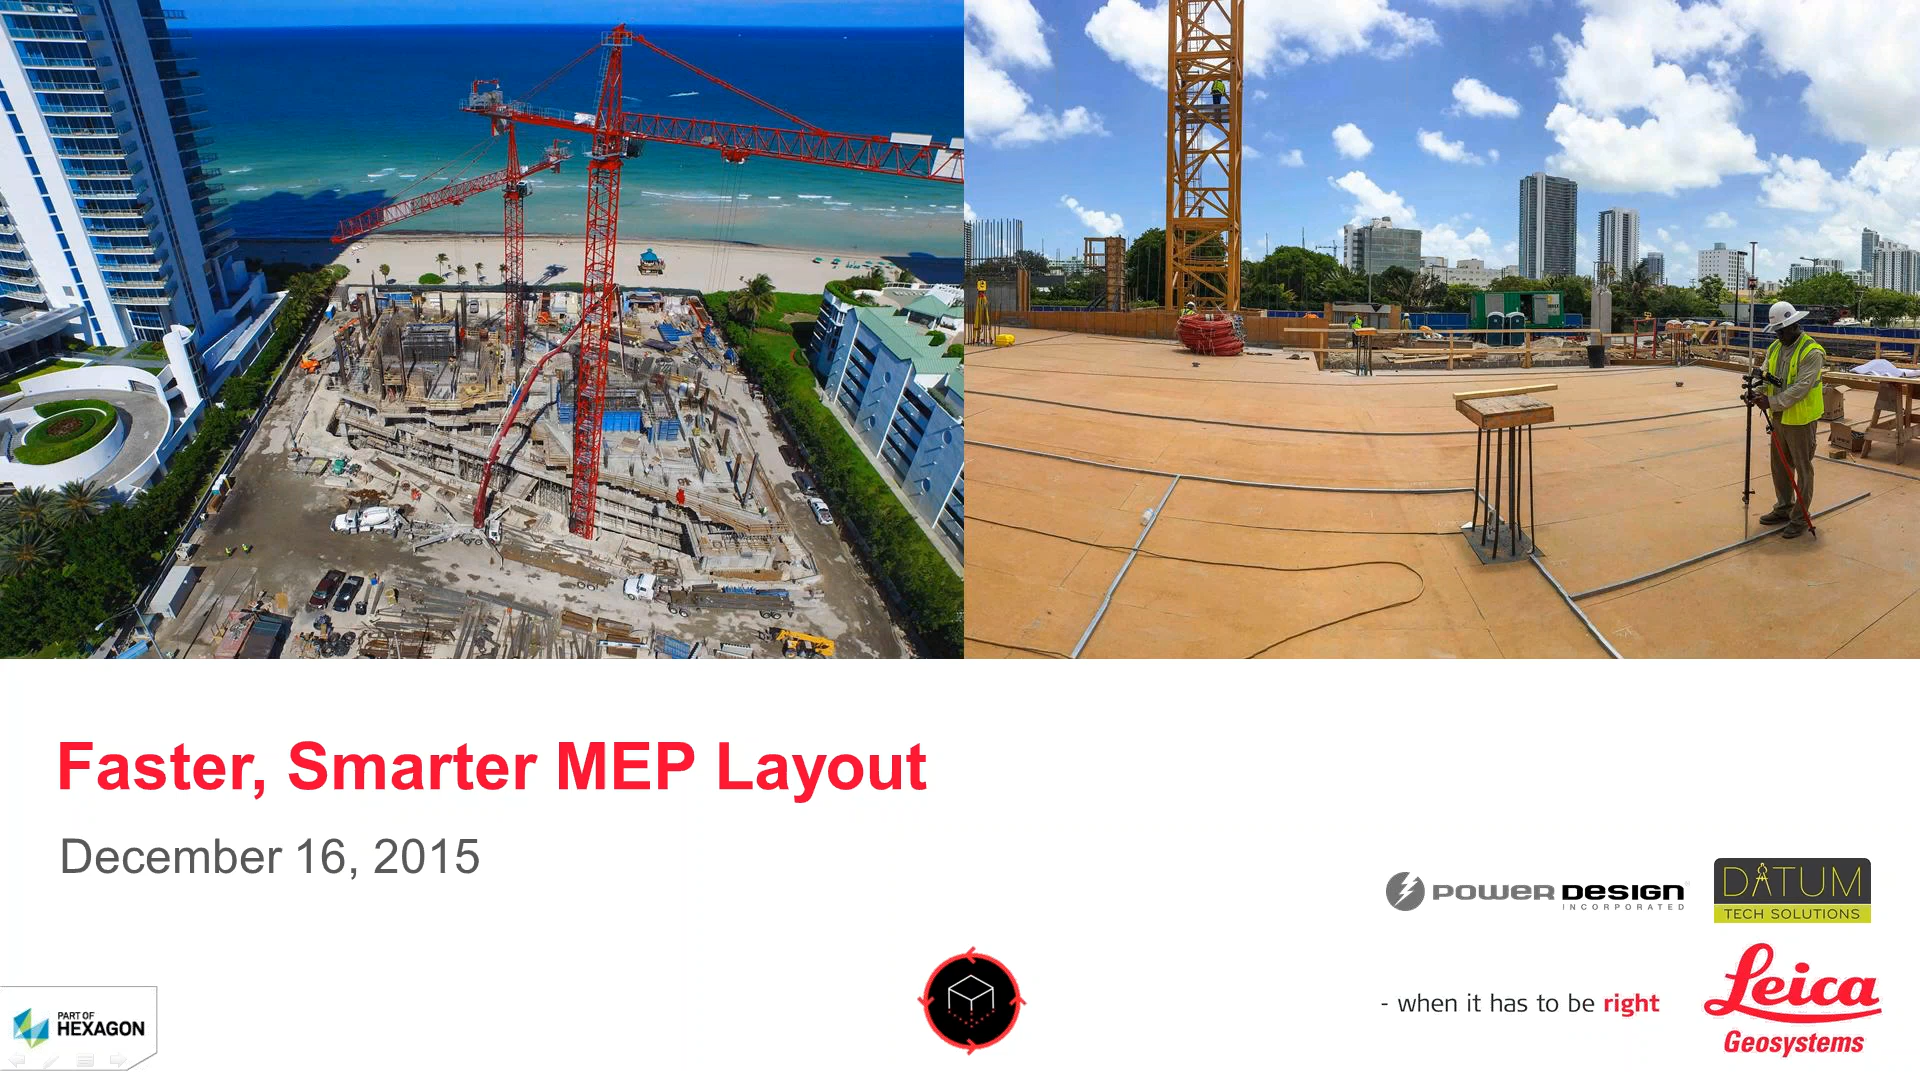 Faster, Smarter MEP Layout
December 16, 2015
POWER DESIGN
INCORPORATED
DATUM
TECH SOLUTIONS
PART OF
HEXAGON
- when it has to be right
Leica
Geosystems